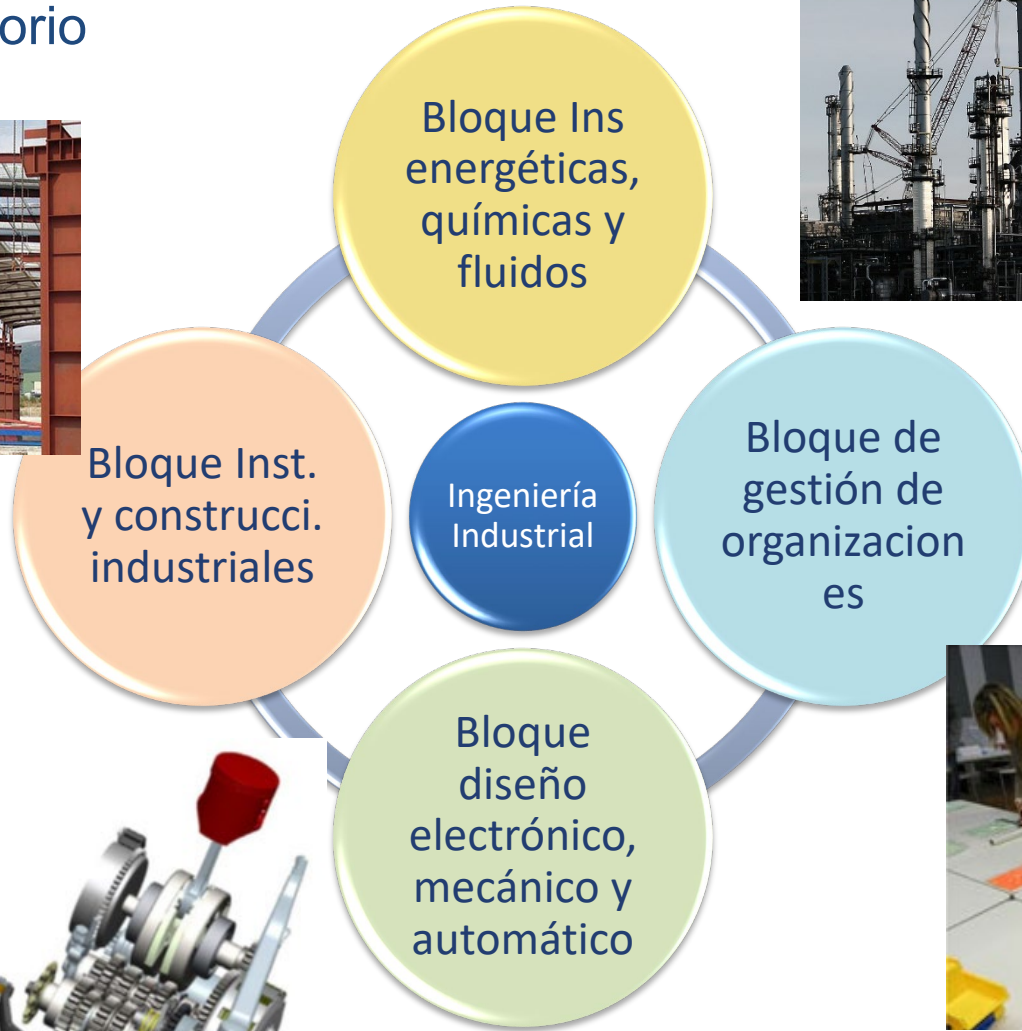 orio
Bloque Ins
energéticas,
químicas y
fluidos
Bloque Inst.
y construcci.
industriales
Ingeniería
Industrial
Bloque de
gestión de
organizacion
es
Bloque
diseño
electrónico,
mecánico y
automático